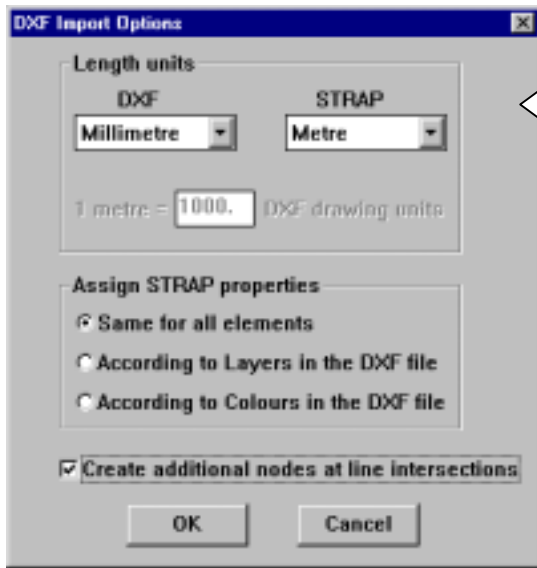 DXF Import Options
Length units
DXF STRAP
Millimetre Metre
1 metre = 1000. DXF drawing units
Assign STRAP properties
Same for all elements
According to Layers in the DXF file
According to Colours in the DXF file
Create additional nodes at line intersections
OK Cancel